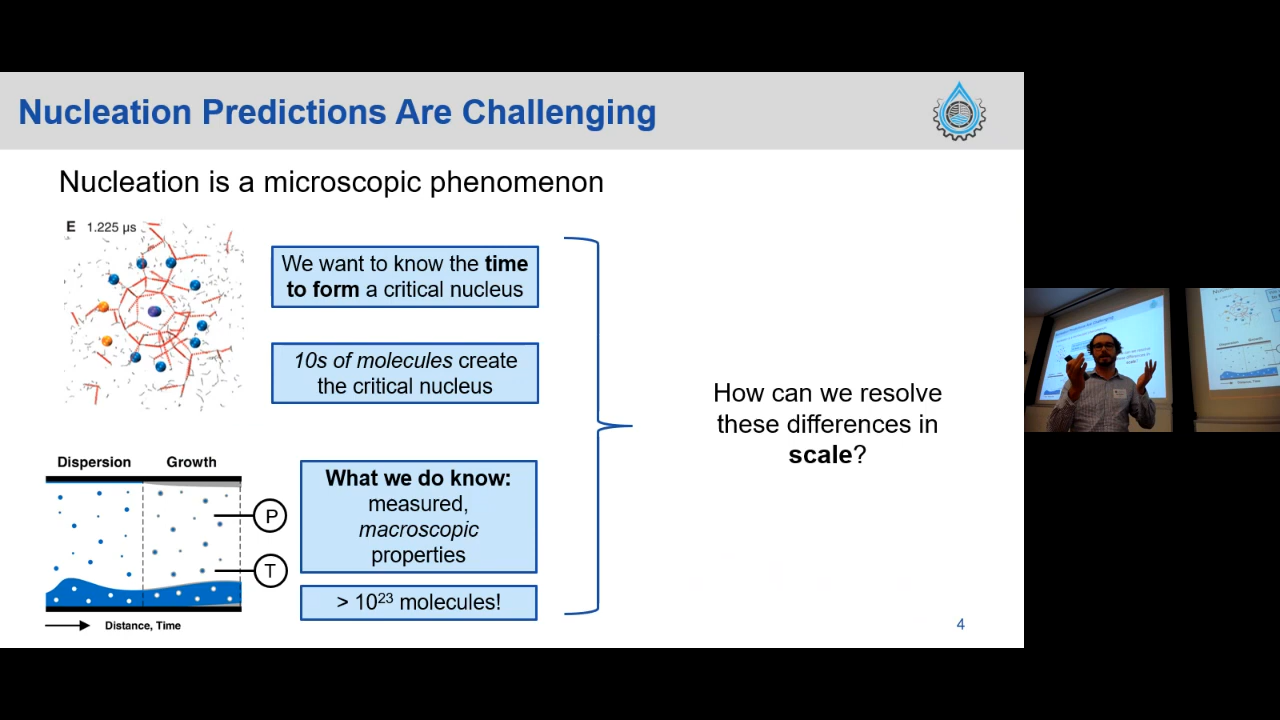 Nucleation Predictions Are Challenging
Nucleation is a microscopic phenomenon
E 1.225 µs
We want to know the time
to form a critical nucleus
10s of molecules create
the critical nucleus
How can we resolve
these differences in
scale?
Dispersion Growth
P
T
What we do know:
measured,
macroscopic
properties
> 10²³ molecules!
Distance, Time
4